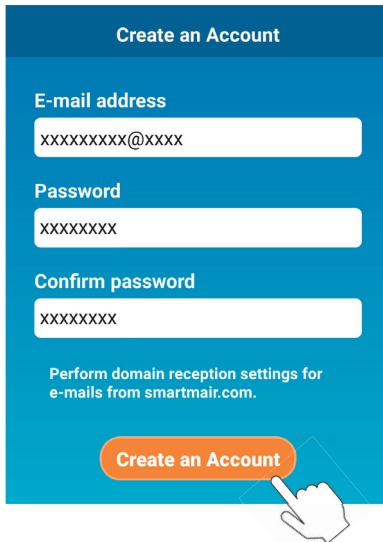 Create an Account
E-mail address
xxxxxxxxx@xxxx
Password
xxxxxxxx
Confirm password
xxxxxxxx
Perform domain reception settings for
e-mails from smartmair.com.
Create an Account